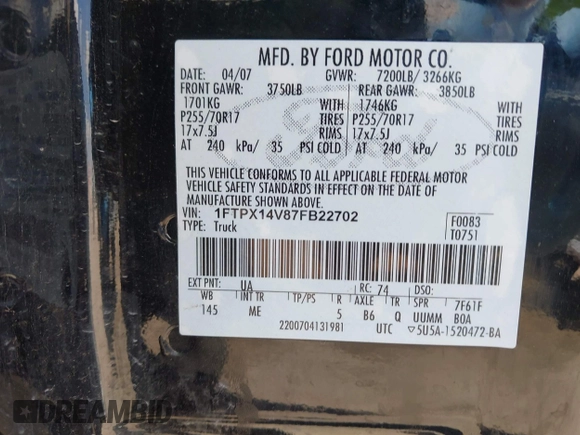 MFD. BY FORD MOTOR CO.
DATE: 04/07 GVWR: 7200LB/ 3266KG
FRONT GAWR: 3750LB REAR GAWR: 3850LB
1701KG WITH 1746KG WITH
P255/70R17 TIRES P255/70R17 TIRES
17x7.5J RIMS 17x7.5J RIMS
AT 240 kPa/ 35 PSI COLD AT 240 kPa/ 35 PSI COLD
THIS VEHICLE CONFORMS TO ALL APPLICABLE FEDERAL MOTOR
VEHICLE SAFETY STANDARDS IN EFFECT ON THE DATE OF
MANUFACTURE SHOWN ABOVE.
VIN: 1FTPX14V87FB22702 F0083
TYPE: Truck T0751
EXT PNT: UA RC: 74 DSO:
WB INT TR TP/PS R AXLE TR SPR 7F61F
145 ME 5 B6 Q UUMM BOA
2200704131981 UTC 5U5A-1520472-BA
Ford
DREAMBID